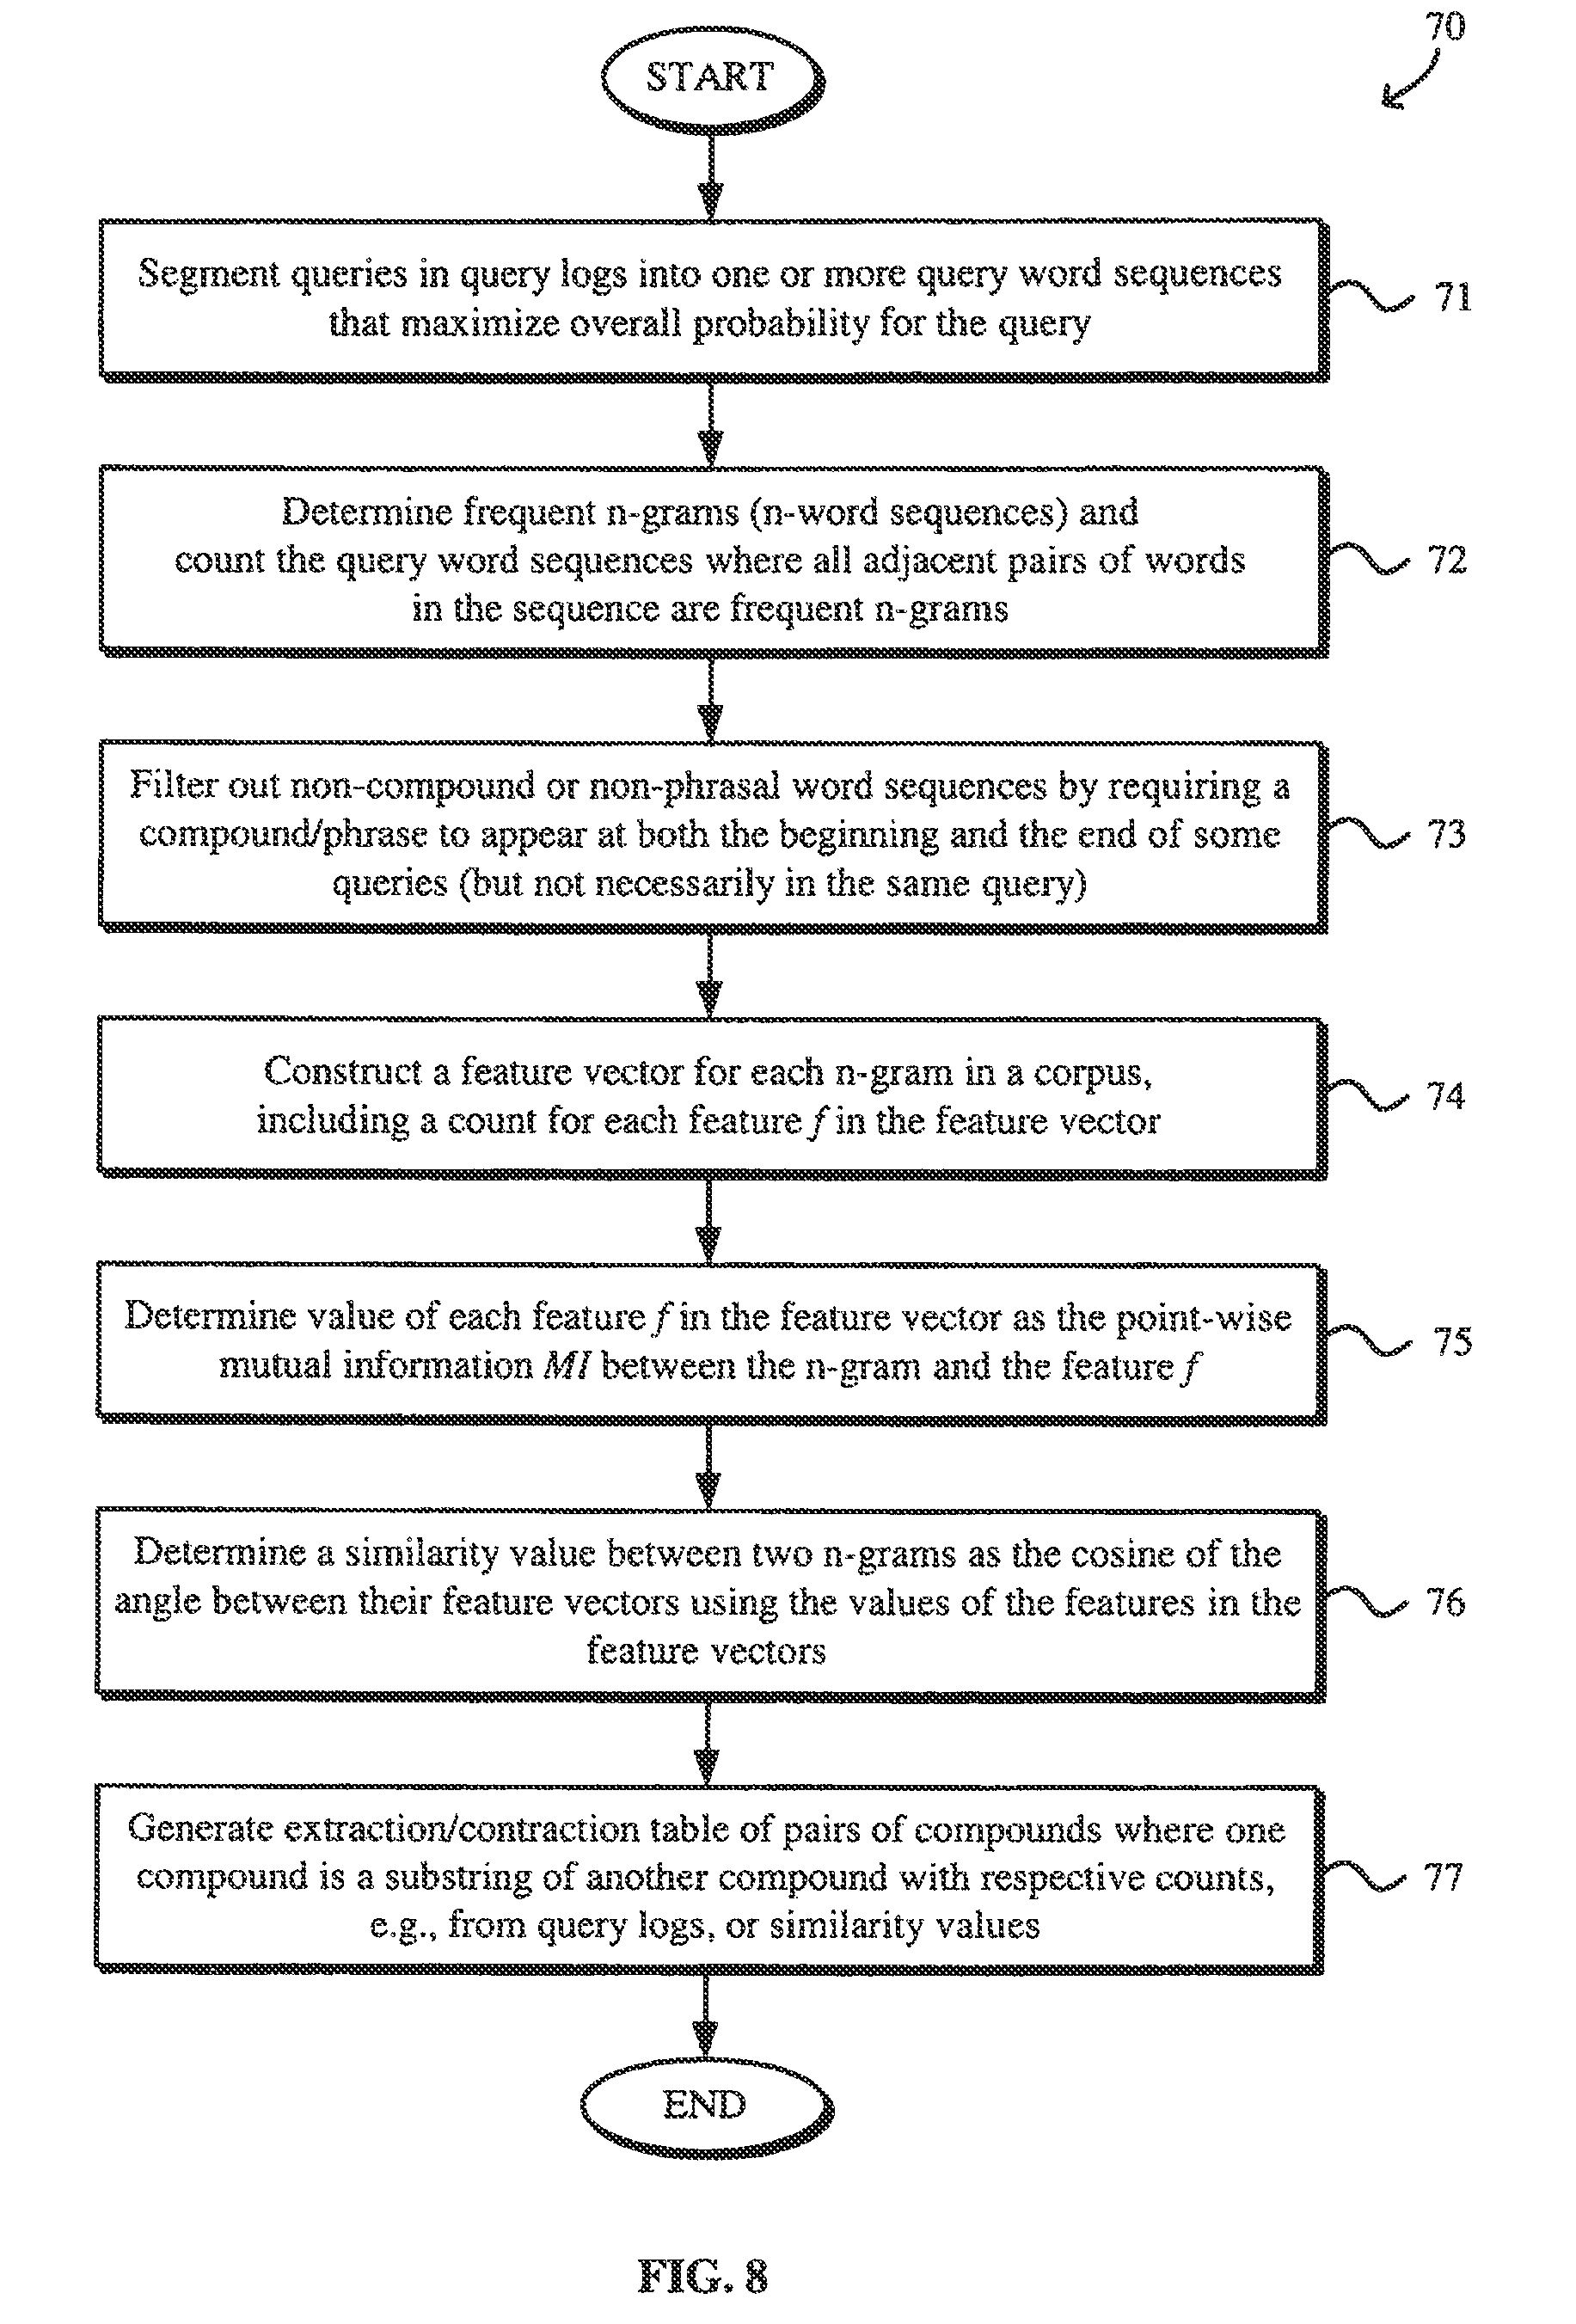 70
START
Segment queries in query logs into one or more query word sequences
that maximize overall probability for the query
71
Determine frequent n-grams (n-word sequences) and
count the query word sequences where all adjacent pairs of words
in the sequence are frequent n-grams
72
Filter out non-compound or non-phrasal word sequences by requiring a
compound/phrase to appear at both the beginning and the end of some
queries (but not necessarily in the same query)
73
Construct a feature vector for each n-gram in a corpus,
including a count for each feature f in the feature vector
74
Determine value of each feature f in the feature vector as the point-wise
mutual information MI between the n-gram and the feature f
75
Determine a similarity value between two n-grams as the cosine of the
angle between their feature vectors using the values of the features in the
feature vectors
76
Generate extraction/contraction table of pairs of compounds where one
compound is a substring of another compound with respective counts,
e.g., from query logs, or similarity values
77
END
FIG. 8